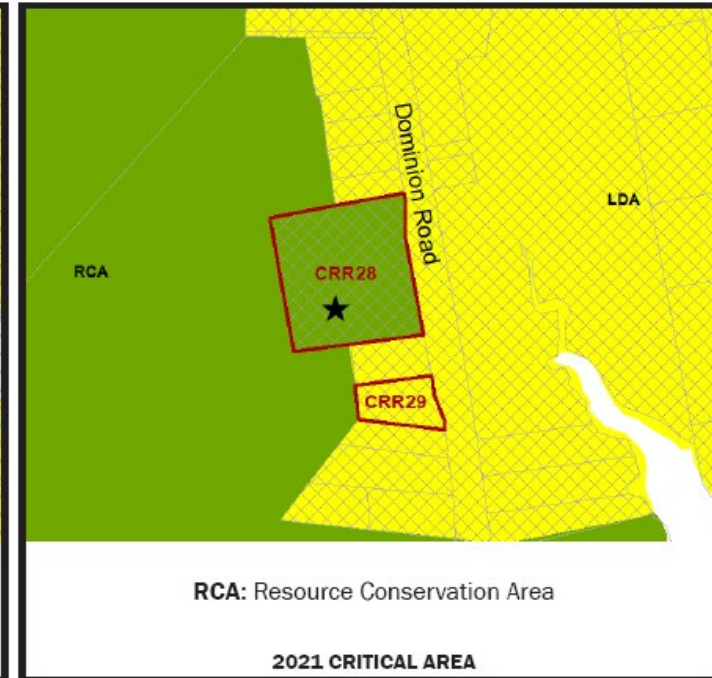 Dominion Road
LDA
RCA
CRR28
CRR29
RCA: Resource Conservation Area
2021 CRITICAL AREA